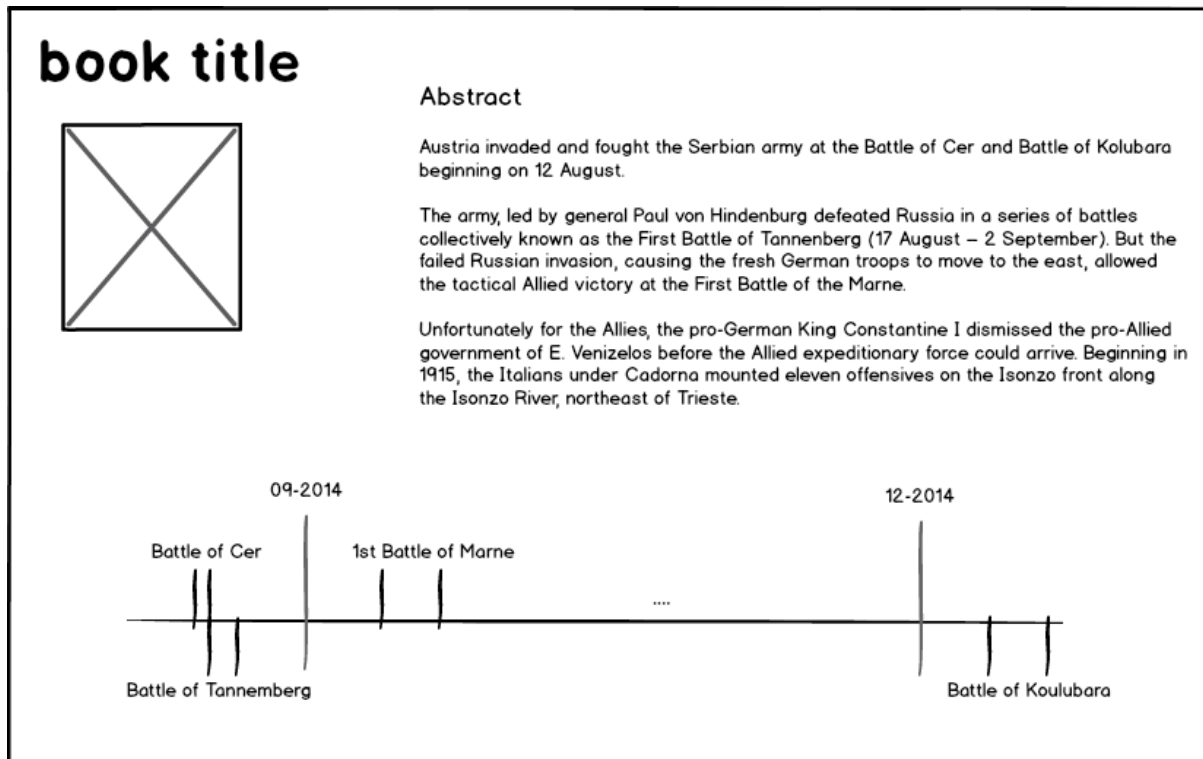 book title
Abstract
Austria invaded and fought the Serbian army at the Battle of Cer and Battle of Kolubara
beginning on 12 August.
The army, led by general Paul von Hindenburg defeated Russia in a series of battles
collectively known as the First Battle of Tannenberg (17 August – 2 September). But the
failed Russian invasion, causing the fresh German troops to move to the east, allowed
the tactical Allied victory at the First Battle of the Marne.
Unfortunately for the Allies, the pro-German King Constantine I dismissed the pro-Allied
government of E. Venizelos before the Allied expeditionary force could arrive. Beginning in
1915, the Italians under Cadorna mounted eleven offensives on the Isonzo front along
the Isonzo River, northeast of Trieste.
09-2014
12-2014
Battle of Cer
1st Battle of Marne
....
Battle of Tannemberg
Battle of Koulubara